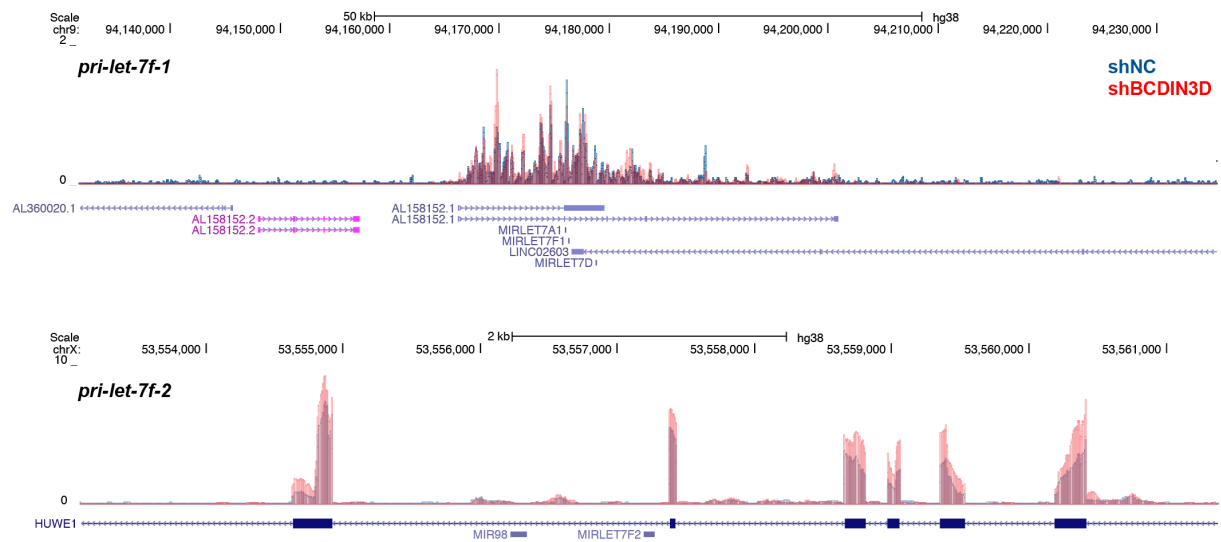 Scale 50 kb hg38
chr9: 94,140,000 94,150,000 94,160,000 94,170,000 94,180,000 94,190,000 94,200,000 94,210,000 94,220,000 94,230,000
2 _
pri-let-7f-1
shNC
shBCDIN3D
0 _
AL360020.1 AL158152.1
AL158152.2 AL158152.1
AL158152.2 MIRLET7A1
MIRLET7F1
LINC02603
MIRLET7D
Scale 2 kb hg38
chrX: 53,554,000 53,555,000 53,556,000 53,557,000 53,558,000 53,559,000 53,560,000 53,561,000
10 _
pri-let-7f-2
0 _
HUWE1
MIR98 MIRLET7F2